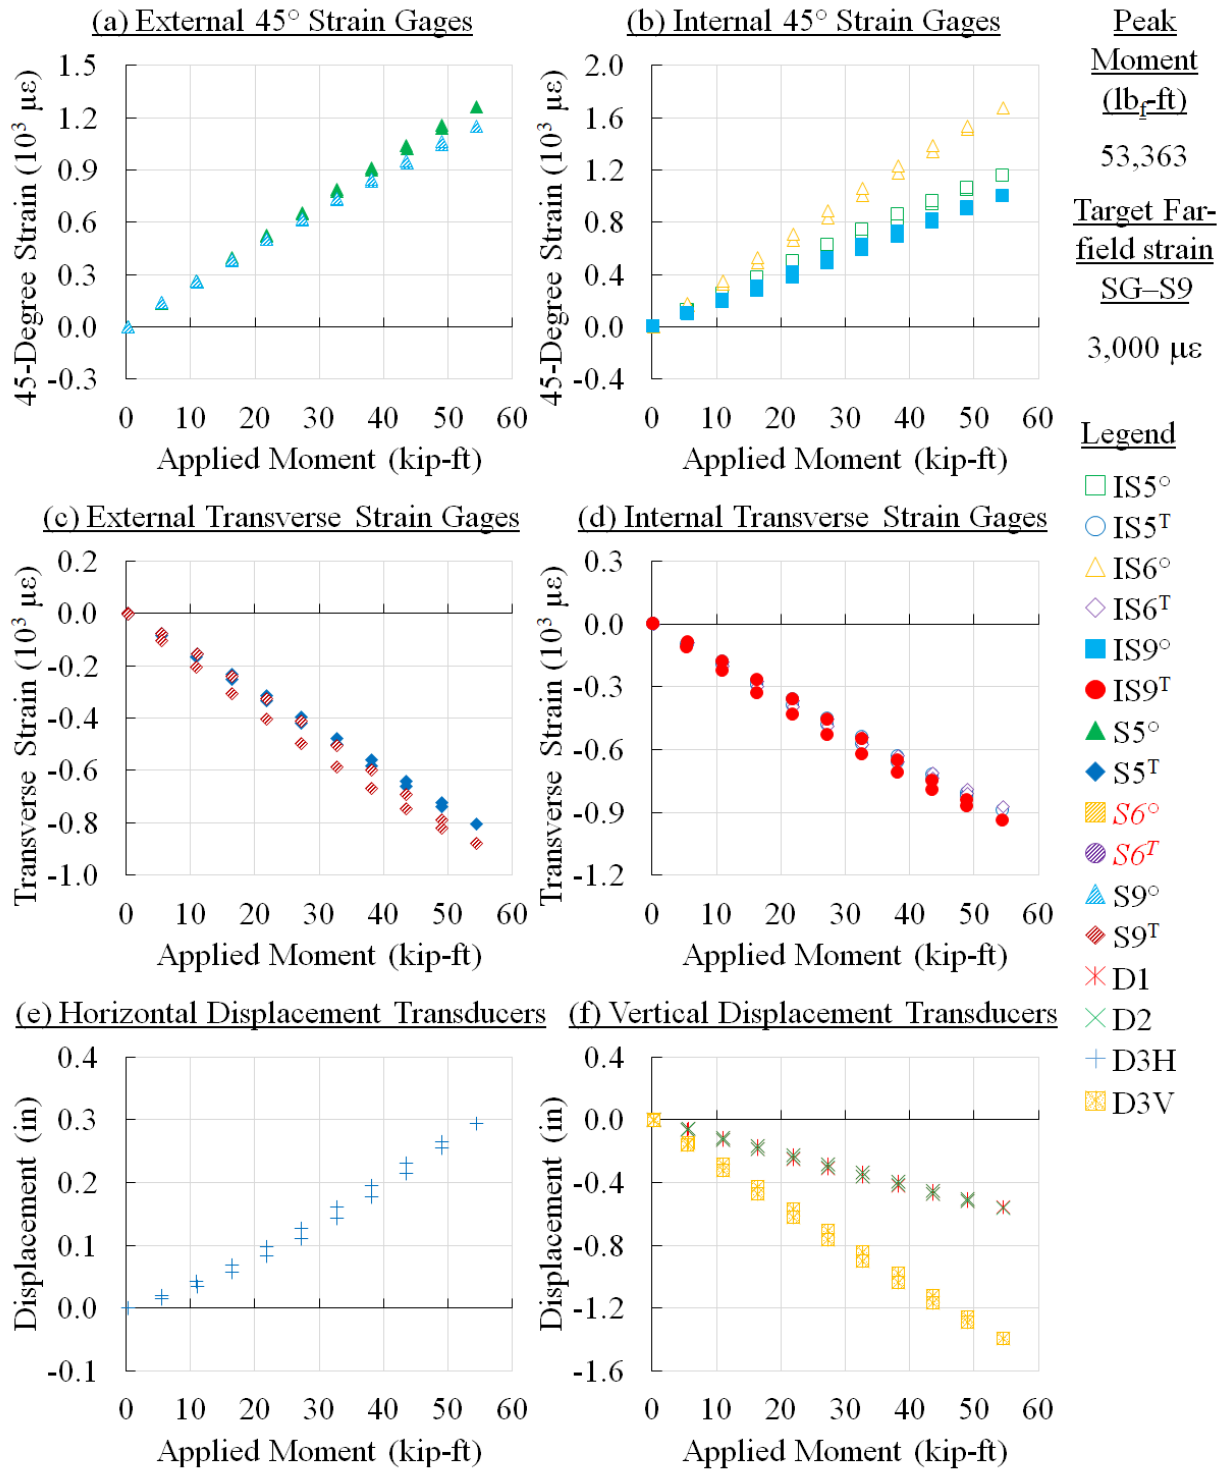 (a) External 45° Strain Gages
1.5
1.2
0.9
0.6
0.3
0.0
-0.3
45-Degree Strain (10³ µε)
0 10 20 30 40 50 60
Applied Moment (kip-ft)
(b) Internal 45° Strain Gages
2.0
1.6
1.2
0.8
0.4
0.0
-0.4
45-Degree Strain (10³ µε)
0 10 20 30 40 50 60
Applied Moment (kip-ft)
(c) External Transverse Strain Gages
0.2
0.0
-0.2
-0.4
-0.6
-0.8
-1.0
Transverse Strain (10³ µε)
0 10 20 30 40 50 60
Applied Moment (kip-ft)
(d) Internal Transverse Strain Gages
0.3
0.0
-0.3
-0.6
-0.9
-1.2
Transverse Strain (10³ µε)
0 10 20 30 40 50 60
Applied Moment (kip-ft)
(e) Horizontal Displacement Transducers
0.4
0.3
0.2
0.1
0.0
-0.1
Displacement (in)
0 10 20 30 40 50 60
Applied Moment (kip-ft)
(f) Vertical Displacement Transducers
0.4
0.0
-0.4
-0.8
-1.2
-1.6
Displacement (in)
0 10 20 30 40 50 60
Applied Moment (kip-ft)
Peak
Moment
(lb_f-ft)
53,363
Target Far-
field strain
SG–S9
3,000 µε
Legend
IS5°
IS5ᵀ
IS6°
IS6ᵀ
IS9°
IS9ᵀ
S5°
S5ᵀ
S6°
S6ᵀ
S9°
S9ᵀ
D1
D2
D3H
D3V